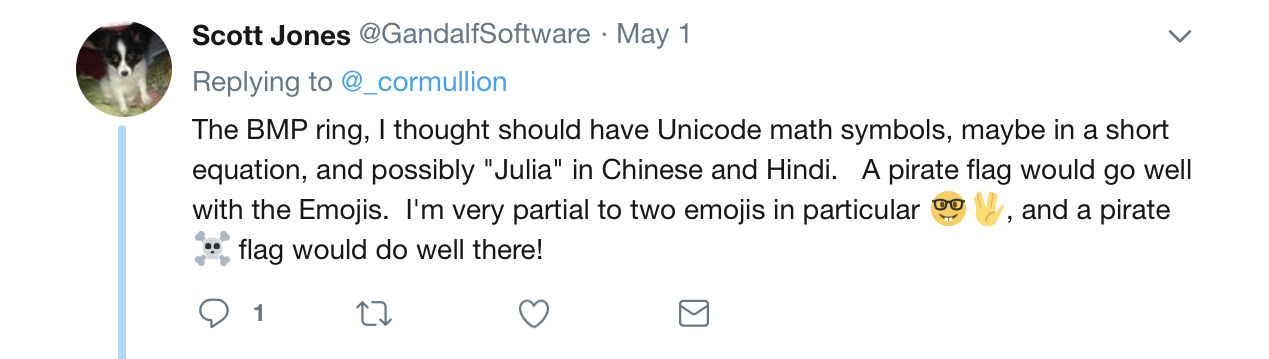 Scott Jones @GandalfSoftware · May 1
Replying to @_cormullion
The BMP ring, I thought should have Unicode math symbols, maybe in a short
equation, and possibly "Julia" in Chinese and Hindi.   A pirate flag would go well
with the Emojis.  I'm very partial to two emojis in particular 🤓🖖, and a pirate
☠️ flag would do well there!
1